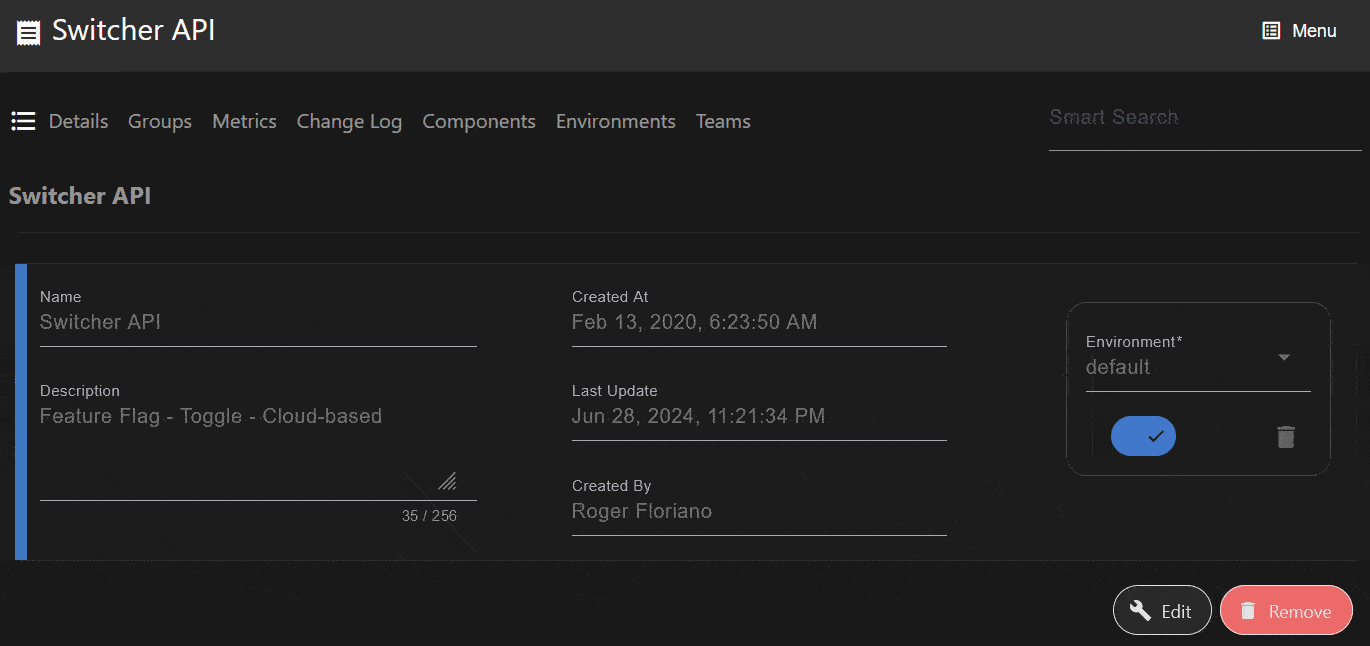 Switcher API
Menu
Details Groups Metrics Change Log Components Environments Teams
Smart Search
Switcher API
Name
Switcher API
Description
Feature Flag - Toggle - Cloud-based
35 / 256
Created At
Feb 13, 2020, 6:23:50 AM
Last Update
Jun 28, 2024, 11:21:34 PM
Created By
Roger Floriano
Environment*
default
Edit
Remove